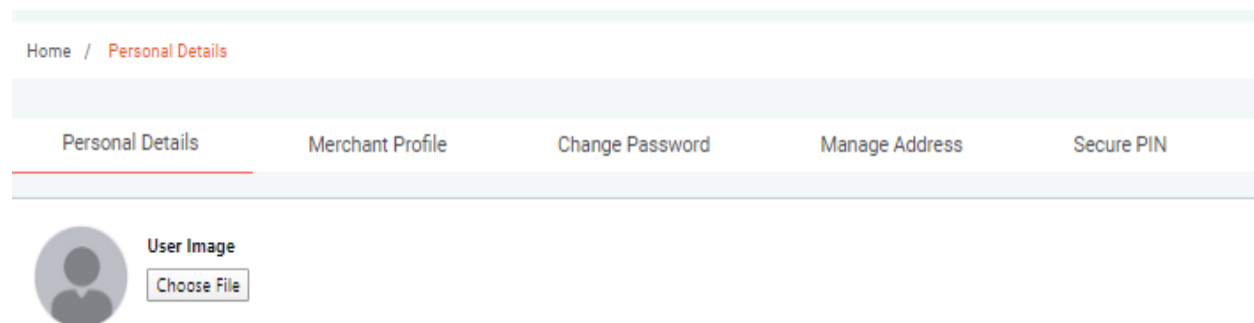 Home / Personal Details
Personal Details Merchant Profile Change Password Manage Address Secure PIN
User Image
Choose File